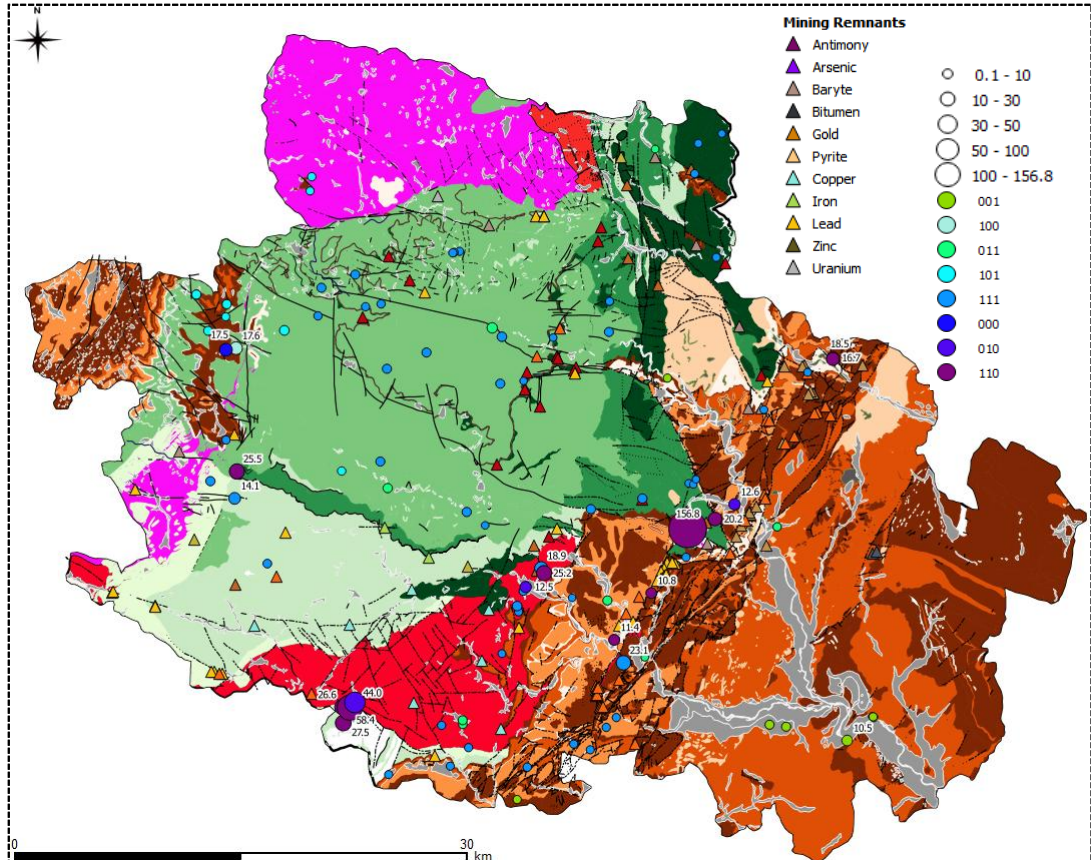 N
Mining Remnants
Antimony
Arsenic
Baryte
Bitumen
Gold
Pyrite
Copper
Iron
Lead
Zinc
Uranium
0.1 - 10
10 - 30
30 - 50
50 - 100
100 - 156.8
001
100
011
101
111
000
010
110
17.5
17.6
18.5
16.7
25.5
14.1
12.6
156.8
20.2
18.9
25.2
12.5
10.8
11.4
23.1
26.6
44.0
58.4
27.5
10.5
0
30
km